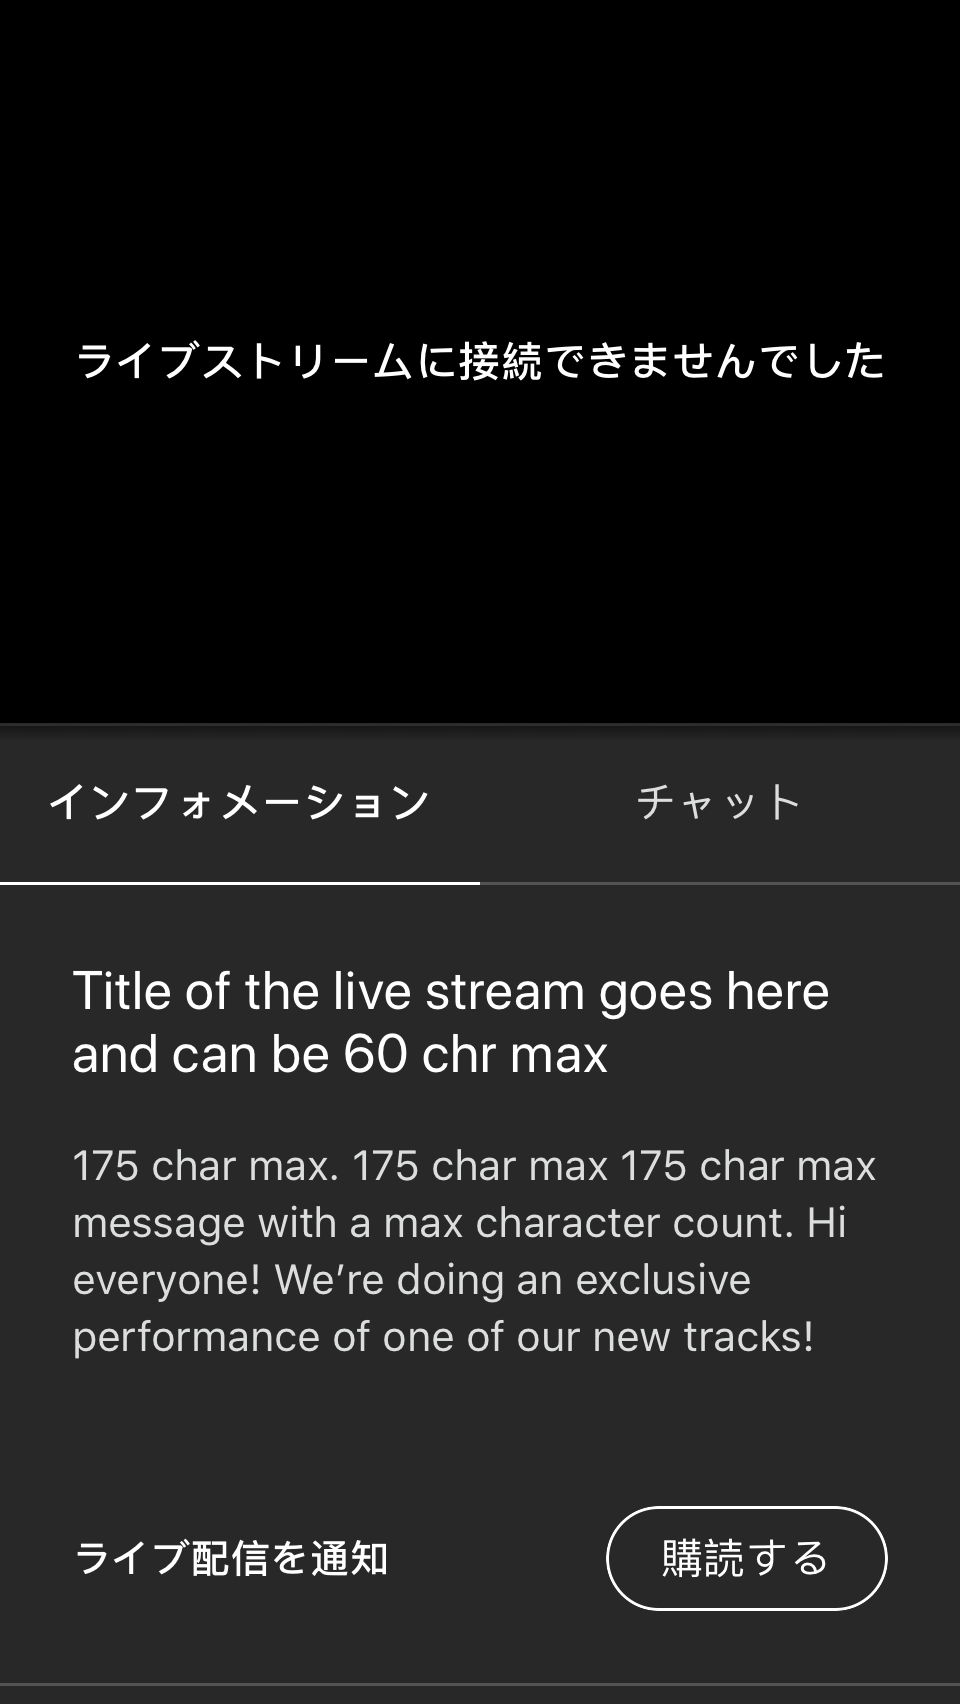 ライブストリームに接続できませんでした
インフォメーション
チャット
Title of the live stream goes here
and can be 60 chr max
175 char max. 175 char max 175 char max
message with a max character count. Hi
everyone! We’re doing an exclusive
performance of one of our new tracks!
ライブ配信を通知
購読する